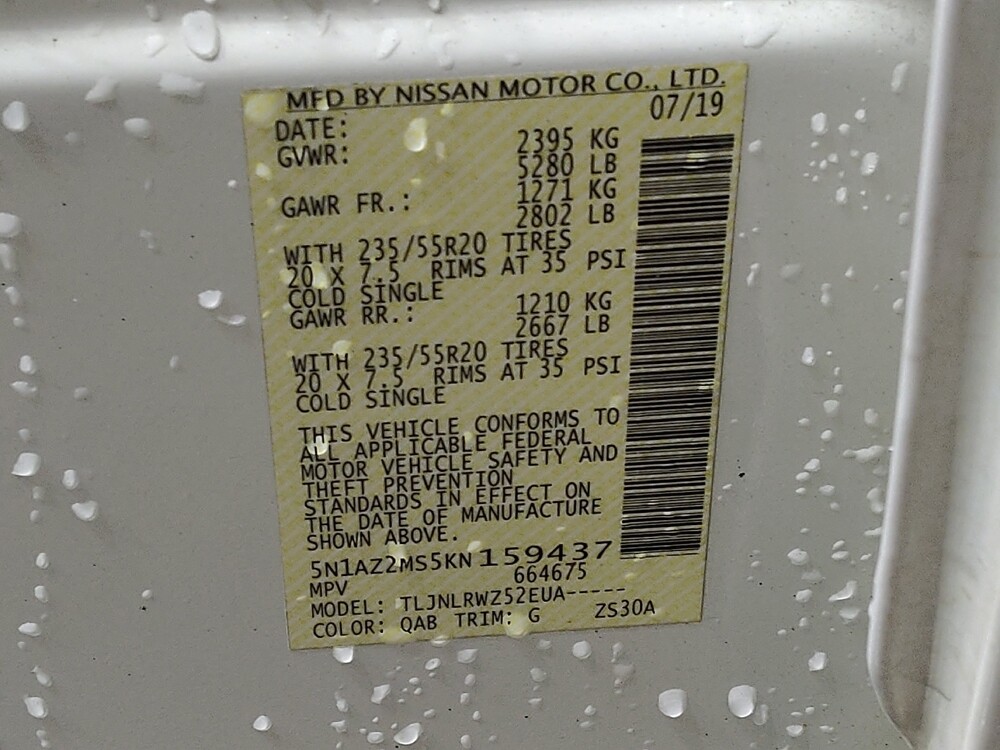 MFD BY NISSAN MOTOR CO., LTD.
DATE: 07/19
GVWR: 2395 KG
5280 LB
GAWR FR.: 1271 KG
2802 LB
WITH 235/55R20 TIRES
20 X 7.5 RIMS AT 35 PSI
COLD SINGLE
GAWR RR.: 1210 KG
2667 LB
WITH 235/55R20 TIRES
20 X 7.5 RIMS AT 35 PSI
COLD SINGLE
THIS VEHICLE CONFORMS TO
ALL APPLICABLE FEDERAL
MOTOR VEHICLE SAFETY AND
THEFT PREVENTION
STANDARDS IN EFFECT ON
THE DATE OF MANUFACTURE
SHOWN ABOVE.
5N1AZ2MS5KN159437
MPV 664675
MODEL: TLJNLRWZ52EUA-----
COLOR: QAB TRIM: G ZS30A